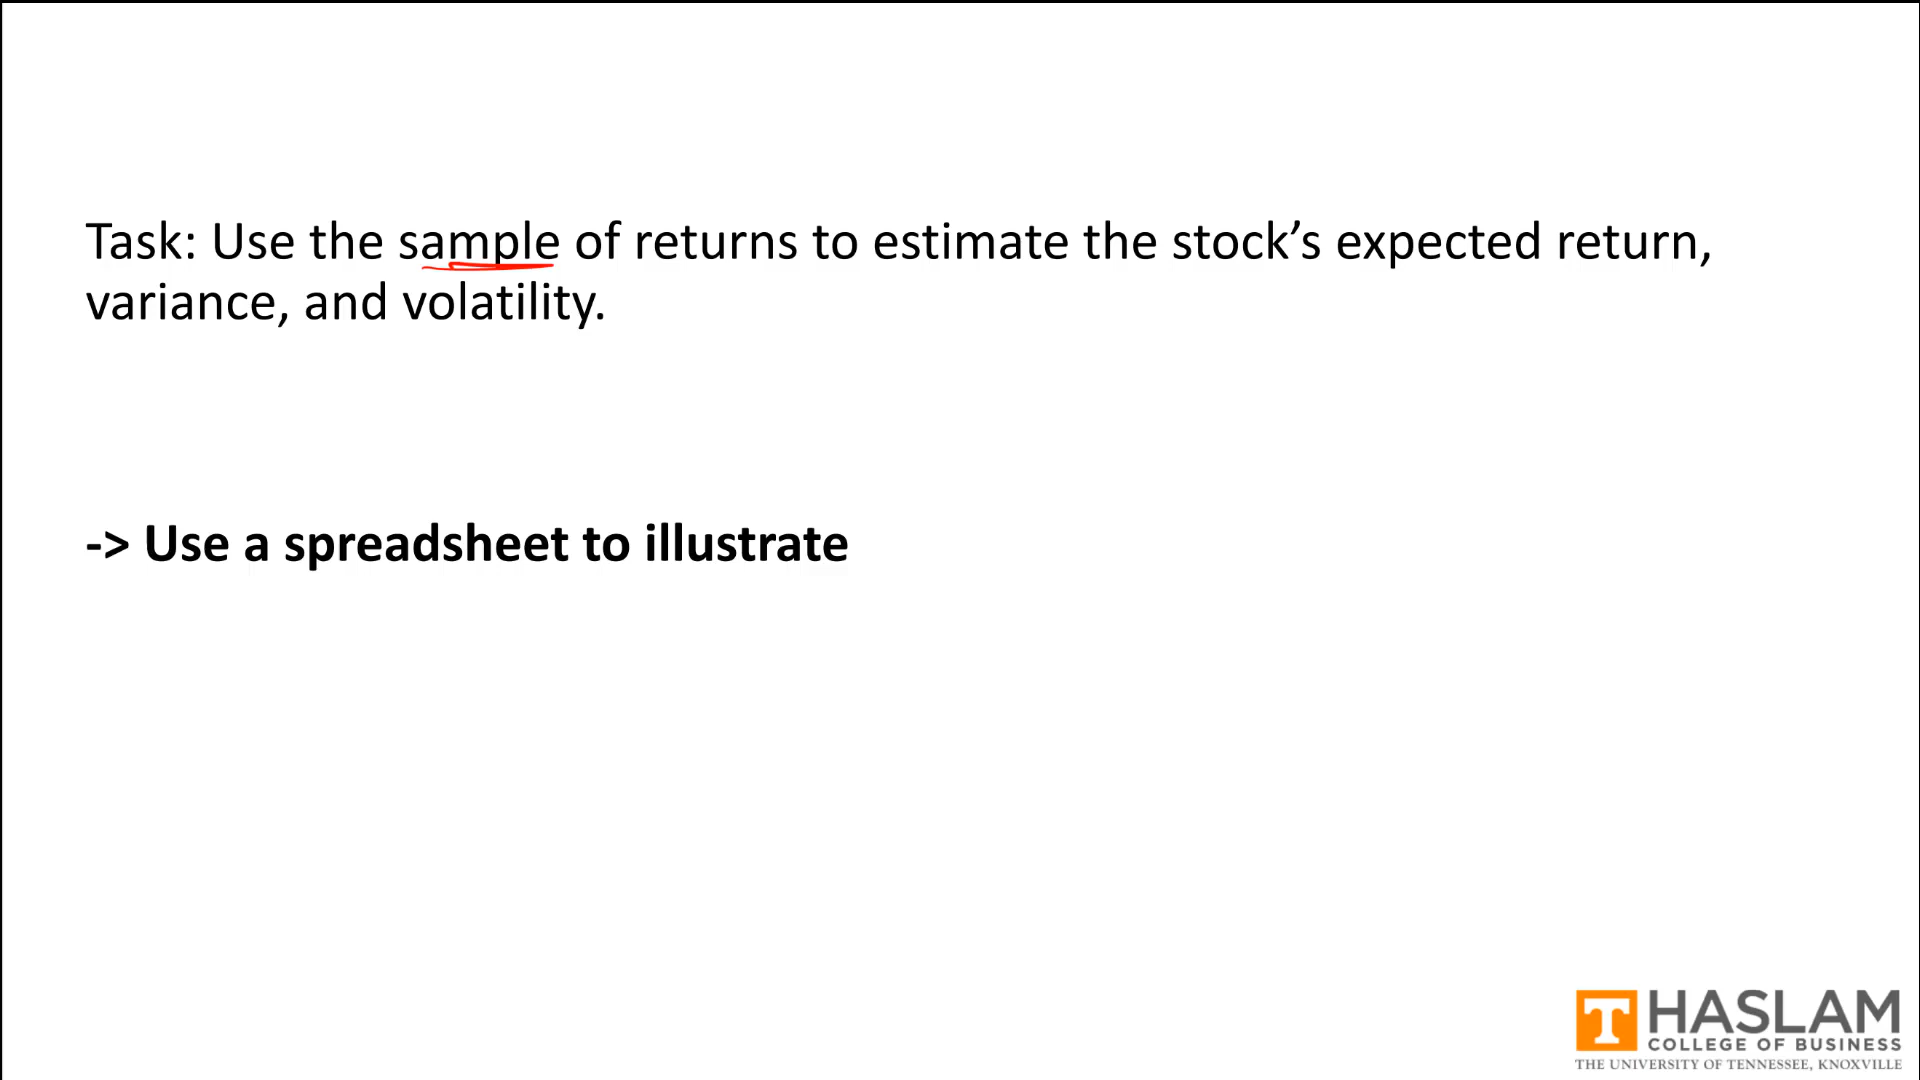 Task: Use the sample of returns to estimate the stock’s expected return,
variance, and volatility.
-> Use a spreadsheet to illustrate
T HASLAM
COLLEGE OF BUSINESS
THE UNIVERSITY OF TENNESSEE, KNOXVILLE